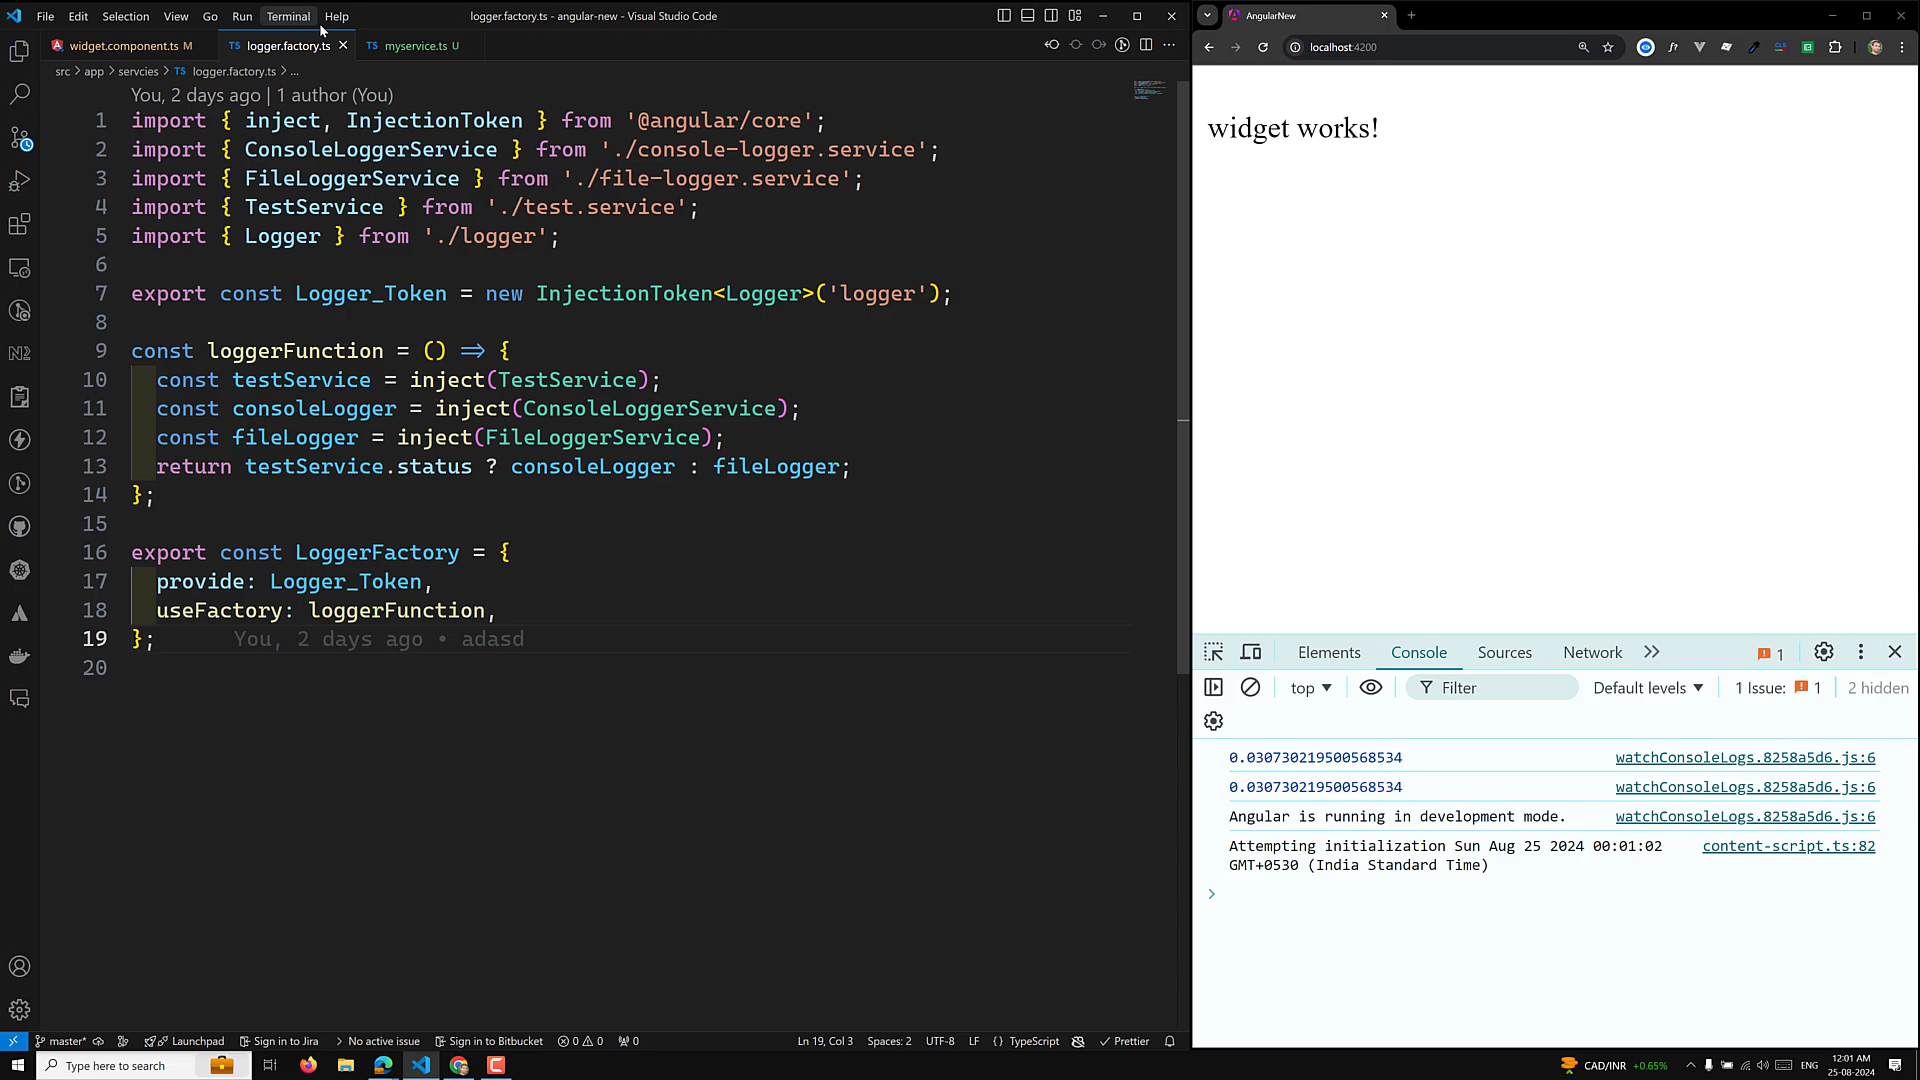 File Edit Selection View Go Run Terminal Help
logger.factory.ts - angular-new - Visual Studio Code
widget.component.ts M
TS logger.factory.ts
TS myservice.ts U
src > app > servcies > TS logger.factory.ts > ...
You, 2 days ago | 1 author (You)
1 import { inject, InjectionToken } from '@angular/core';
2 import { ConsoleLoggerService } from './console-logger.service';
3 import { FileLoggerService } from './file-logger.service';
4 import { TestService } from './test.service';
5 import { Logger } from './logger';
6
7 export const Logger_Token = new InjectionToken<Logger>('logger');
8
9 const loggerFunction = () => {
10 const testService = inject(TestService);
11 const consoleLogger = inject(ConsoleLoggerService);
12 const fileLogger = inject(FileLoggerService);
13 return testService.status ? consoleLogger : fileLogger;
14 };
15
16 export const LoggerFactory = {
17 provide: Logger_Token,
18 useFactory: loggerFunction,
19 }; You, 2 days ago • adasd
20
master* Launchpad Sign in to Jira No active issue Sign in to Bitbucket 0 0 0
Ln 19, Col 3 Spaces: 2 UTF-8 LF {} TypeScript Prettier
AngularNew
localhost:4200
widget works!
Elements Console Sources Network 1
top Filter Default levels 1 Issue: 1 2 hidden
0.030730219500568534 watchConsoleLogs.8258a5d6.js:6
0.030730219500568534 watchConsoleLogs.8258a5d6.js:6
Angular is running in development mode. watchConsoleLogs.8258a5d6.js:6
Attempting initialization Sun Aug 25 2024 00:01:02 content-script.ts:82
GMT+0530 (India Standard Time)
Type here to search
CAD/INR +0.65% ENG
12:01 AM
25-08-2024